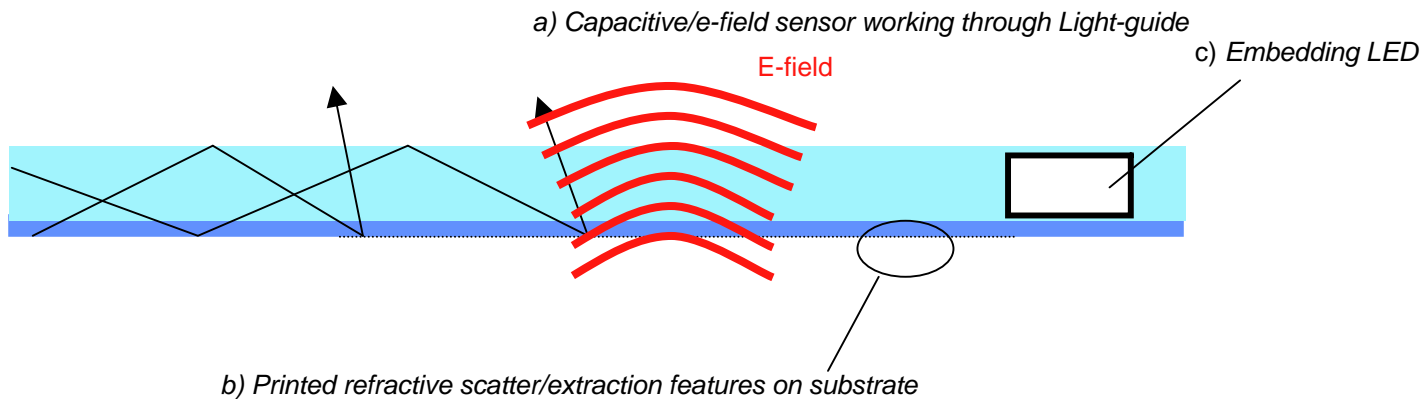 a) Capacitive/e-field sensor working through Light-guide
c) Embedding LED
E-field
b) Printed refractive scatter/extraction features on substrate